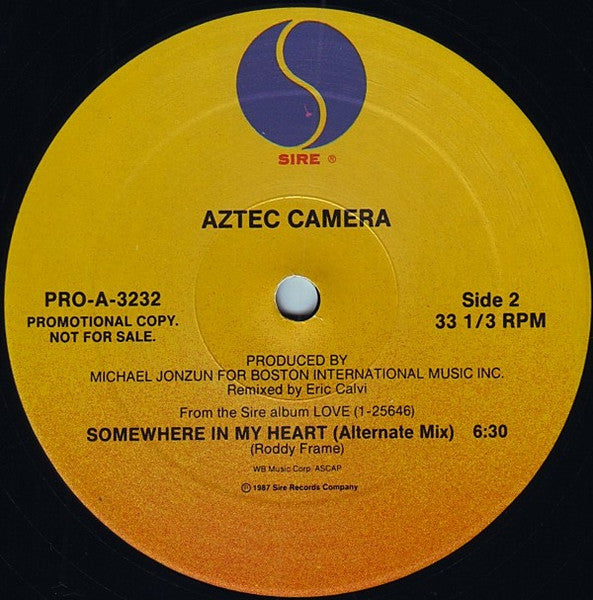 SIRE ®
AZTEC CAMERA
PRO-A-3232
PROMOTIONAL COPY.
NOT FOR SALE.
Side 2
33 1/3 RPM
PRODUCED BY
MICHAEL JONZUN FOR BOSTON INTERNATIONAL MUSIC INC.
Remixed by Eric Calvi
From the Sire album LOVE (1-25646)
SOMEWHERE IN MY HEART (Alternate Mix) 6:30
(Roddy Frame)
WB Music Corp. ASCAP
℗ 1987 Sire Records Company